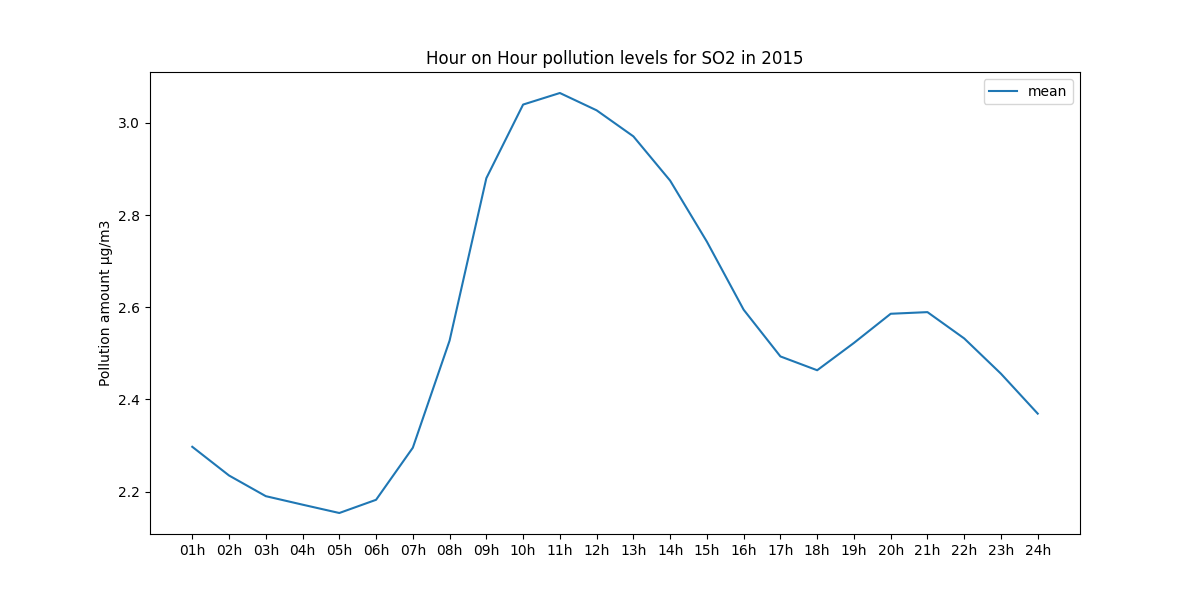 Hour on Hour pollution levels for SO2 in 2015
mean
Pollution amount µg/m3
3.0
2.8
2.6
2.4
2.2
01h 02h 03h 04h 05h 06h 07h 08h 09h 10h 11h 12h 13h 14h 15h 16h 17h 18h 19h 20h 21h 22h 23h 24h